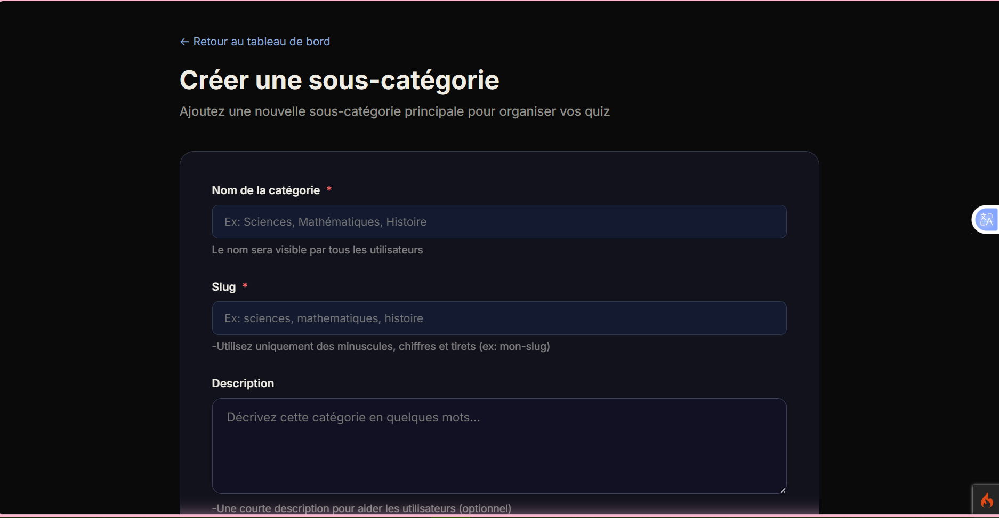 ← Retour au tableau de bord
Créer une sous-catégorie
Ajoutez une nouvelle sous-catégorie principale pour organiser vos quiz
Nom de la catégorie *
Ex: Sciences, Mathématiques, Histoire
Le nom sera visible par tous les utilisateurs
Slug *
Ex: sciences, mathematiques, histoire
-Utilisez uniquement des minuscules, chiffres et tirets (ex: mon-slug)
Description
Décrivez cette catégorie en quelques mots...
-Une courte description pour aider les utilisateurs (optionnel)